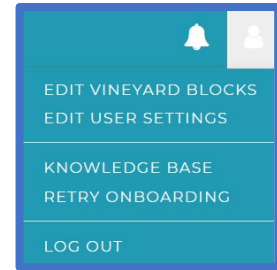 EDIT VINEYARD BLOCKS
EDIT USER SETTINGS
KNOWLEDGE BASE
RETRY ONBOARDING
LOG OUT